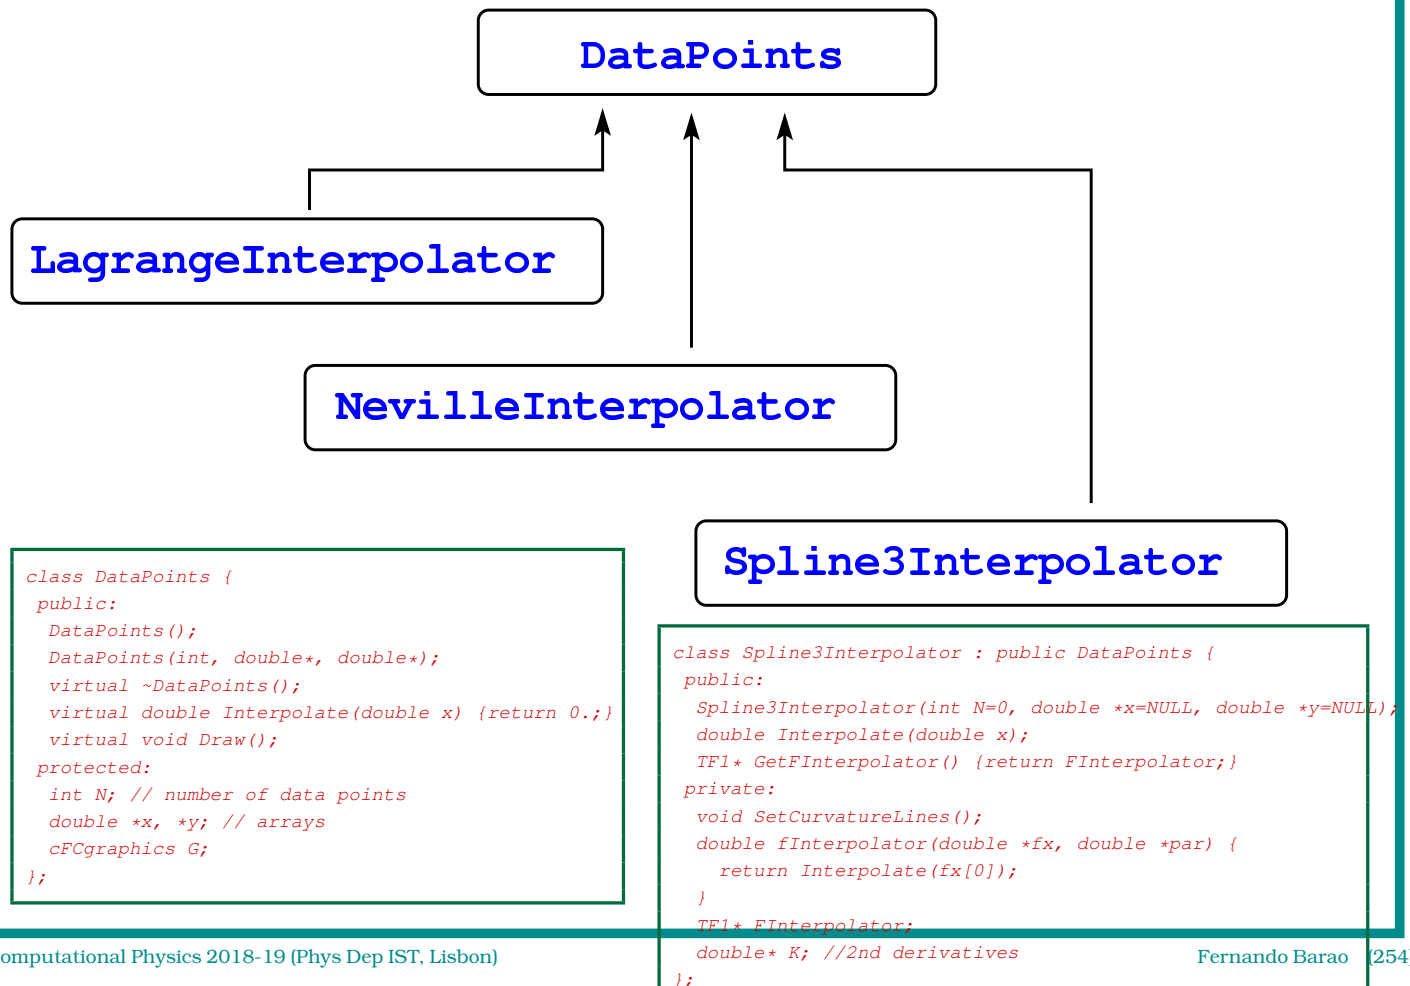 DataPoints
LagrangeInterpolator
NevilleInterpolator
Spline3Interpolator
class DataPoints {
public:
DataPoints();
DataPoints(int, double*, double*);
virtual ~DataPoints();
virtual double Interpolate(double x) {return 0.;}
virtual void Draw();
protected:
int N; // number of data points
double *x, *y; // arrays
cFCgraphics G;
};
class Spline3Interpolator : public DataPoints {
public:
Spline3Interpolator(int N=0, double *x=NULL, double *y=NULL);
double Interpolate(double x);
TF1* GetFInterpolator() {return FInterpolator;}
private:
void SetCurvatureLines();
double fInterpolator(double *fx, double *par) {
return Interpolate(fx[0]);
}
TF1* FInterpolator;
double* K; //2nd derivatives
};
omputational Physics 2018-19 (Phys Dep IST, Lisbon)
Fernando Barao (254)